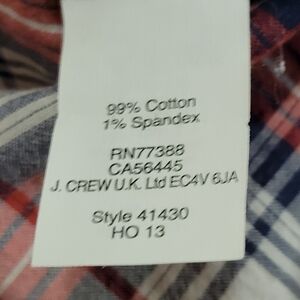 99% Cotton
1% Spandex
RN77388
CA56445
J. CREW U.K. Ltd EC4V 6JA
Style 41430
HO 13